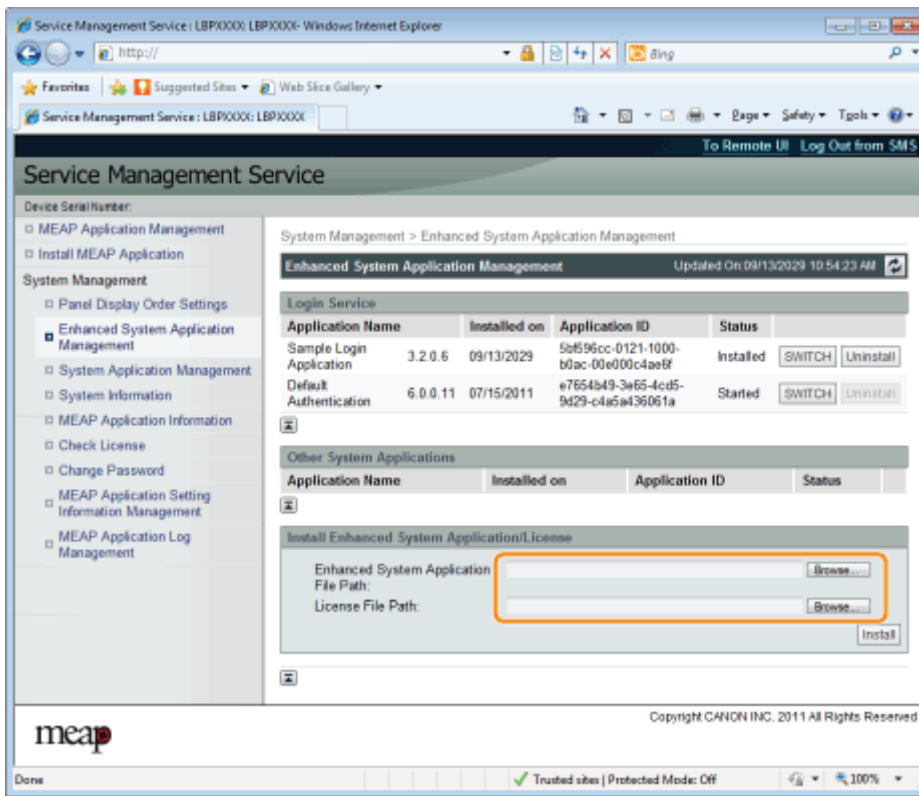 Service Management Service : LBPXXXX: LBPXXXX- Windows Internet Explorer
http://
Bing
Favorites
Suggested Sites
Web Slice Gallery
Service Management Service : LBPXXXX: LBPXXXX
Page
Safety
Tools
To Remote UI
Log Out from SMS
Service Management Service
Device Serial Number:
MEAP Application Management
Install MEAP Application
System Management
Panel Display Order Settings
Enhanced System Application
Management
System Application Management
System Information
MEAP Application Information
Check License
Change Password
MEAP Application Setting
Information Management
MEAP Application Log
Management
System Management > Enhanced System Application Management
Enhanced System Application Management
Updated On:09/13/2029 10:54:23 AM
Login Service
Application Name Installed on Application ID Status
Sample Login
Application
3.2.0.6 09/13/2029
5bf596cc-0121-1000-
b0ac-00e000c4ae6f
Installed SWITCH Uninstall
Default
Authentication
6.0.0.11 07/15/2011
e7654b49-3e65-4cd5-
9d29-c4a5a436061a
Started SWITCH Uninstall
Other System Applications
Application Name Installed on Application ID Status
Install Enhanced System Application/License
Enhanced System Application
File Path:
Browse...
License File Path:
Browse...
Install
meap
Copyright CANON INC. 2011 All Rights Reserved
Done
Trusted sites | Protected Mode: Off
100%